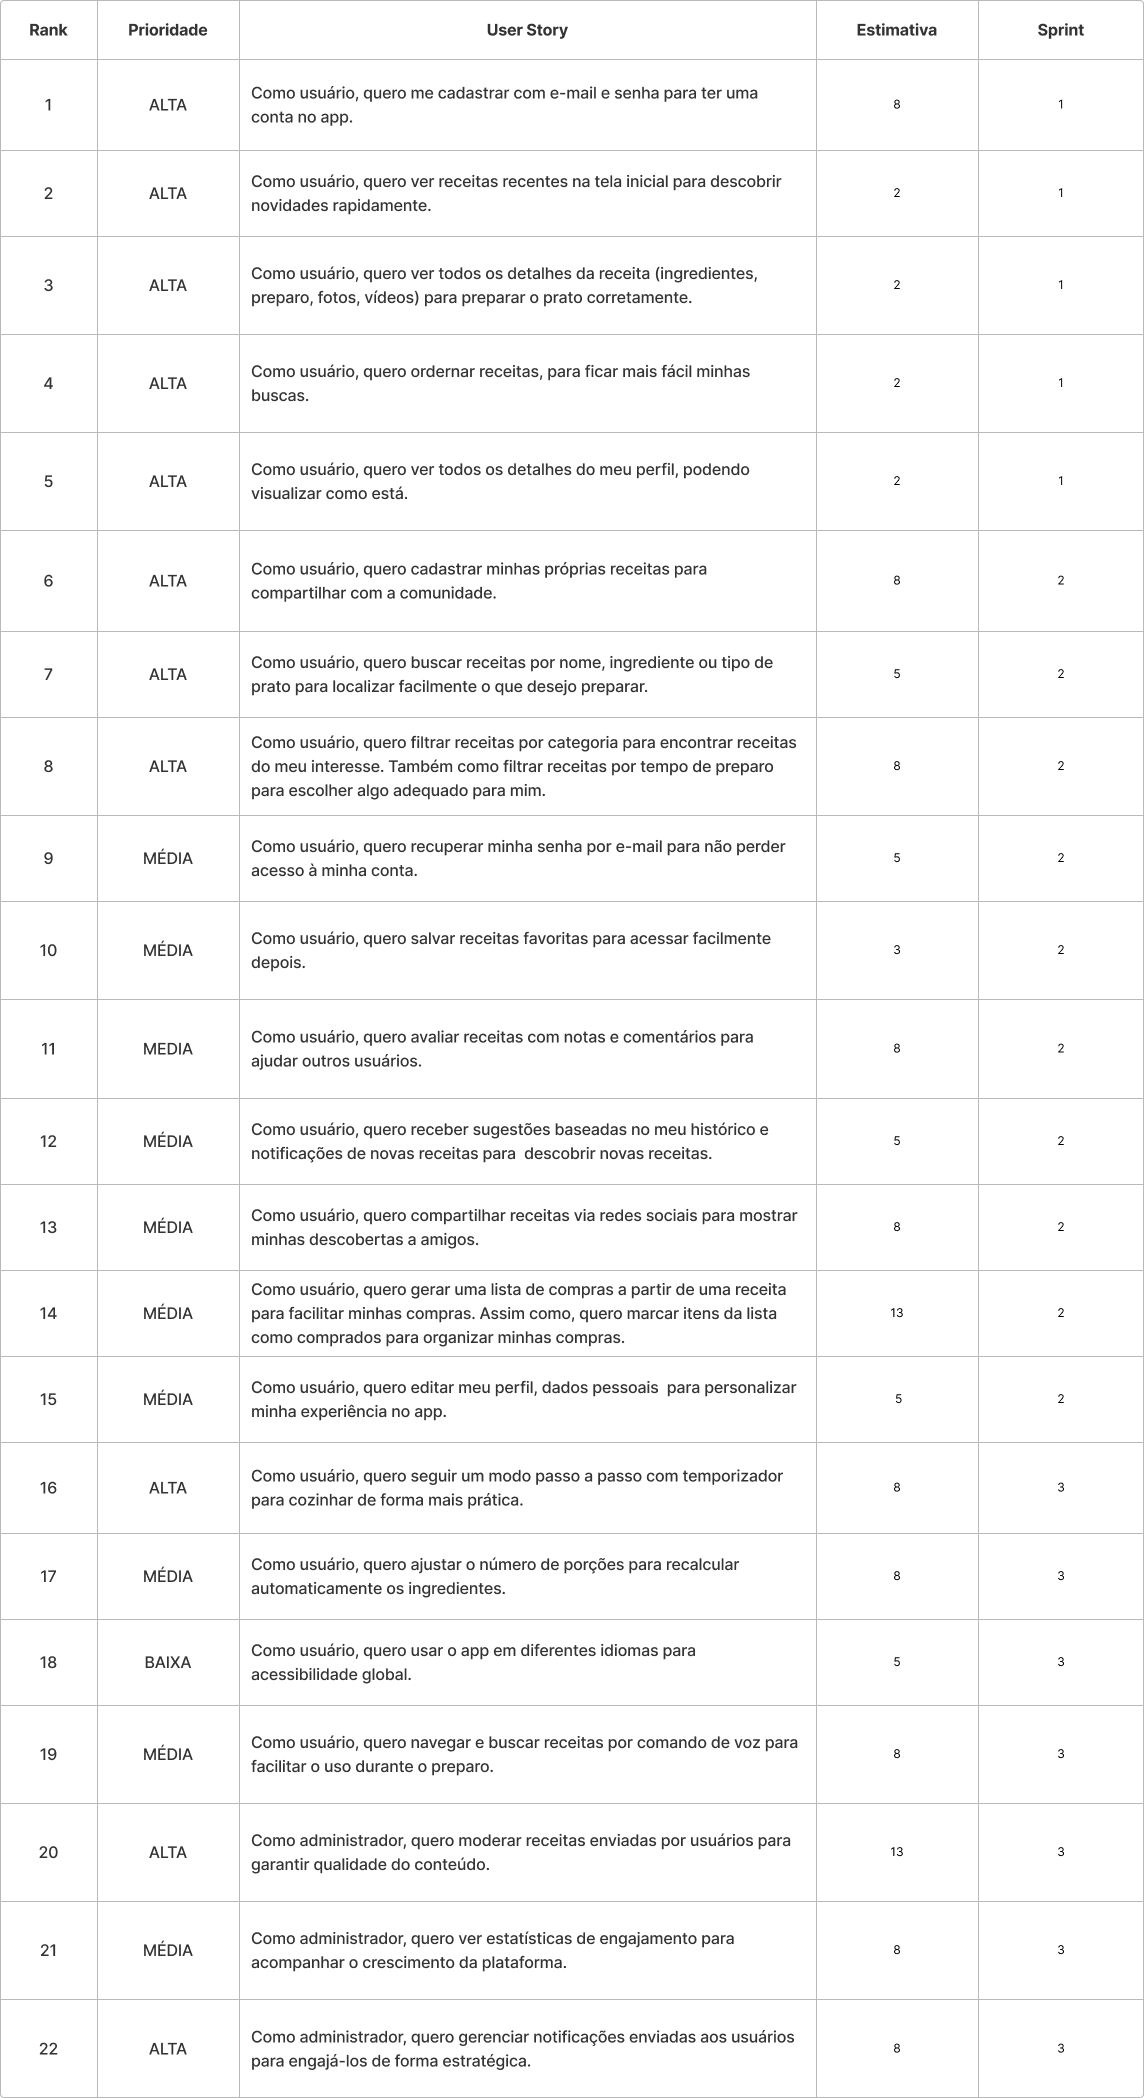 Rank Prioridade User Story Estimativa Sprint
1 ALTA Como usuário, quero me cadastrar com e-mail e senha para ter uma 8 1
conta no app.
2 ALTA Como usuário, quero ver receitas recentes na tela inicial para descobrir 2 1
novidades rapidamente.
3 ALTA Como usuário, quero ver todos os detalhes da receita (ingredientes, 2 1
preparo, fotos, vídeos) para preparar o prato corretamente.
4 ALTA Como usuário, quero ordernar receitas, para ficar mais fácil minhas 2 1
buscas.
5 ALTA Como usuário, quero ver todos os detalhes do meu perfil, podendo 2 1
visualizar como está.
6 ALTA Como usuário, quero cadastrar minhas próprias receitas para 8 2
compartilhar com a comunidade.
7 ALTA Como usuário, quero buscar receitas por nome, ingrediente ou tipo de 5 2
prato para localizar facilmente o que desejo preparar.
8 ALTA Como usuário, quero filtrar receitas por categoria para encontrar receitas 8 2
do meu interesse. Também como filtrar receitas por tempo de preparo
para escolher algo adequado para mim.
9 MÉDIA Como usuário, quero recuperar minha senha por e-mail para não perder 5 2
acesso à minha conta.
10 MÉDIA Como usuário, quero salvar receitas favoritas para acessar facilmente 3 2
depois.
11 MEDIA Como usuário, quero avaliar receitas com notas e comentários para 8 2
ajudar outros usuários.
12 MÉDIA Como usuário, quero receber sugestões baseadas no meu histórico e 5 2
notificações de novas receitas para  descobrir novas receitas.
13 MÉDIA Como usuário, quero compartilhar receitas via redes sociais para mostrar 8 2
minhas descobertas a amigos.
14 MÉDIA Como usuário, quero gerar uma lista de compras a partir de uma receita 13 2
para facilitar minhas compras. Assim como, quero marcar itens da lista
como comprados para organizar minhas compras.
15 MÉDIA Como usuário, quero editar meu perfil, dados pessoais  para personalizar 5 2
minha experiência no app.
16 ALTA Como usuário, quero seguir um modo passo a passo com temporizador 8 3
para cozinhar de forma mais prática.
17 MÉDIA Como usuário, quero ajustar o número de porções para recalcular 8 3
automaticamente os ingredientes.
18 BAIXA Como usuário, quero usar o app em diferentes idiomas para 5 3
acessibilidade global.
19 MÉDIA Como usuário, quero navegar e buscar receitas por comando de voz para 8 3
facilitar o uso durante o preparo.
20 ALTA Como administrador, quero moderar receitas enviadas por usuários para 13 3
garantir qualidade do conteúdo.
21 MÉDIA Como administrador, quero ver estatísticas de engajamento para 8 3
acompanhar o crescimento da plataforma.
22 ALTA Como administrador, quero gerenciar notificações enviadas aos usuários 8 3
para engajá-los de forma estratégica.